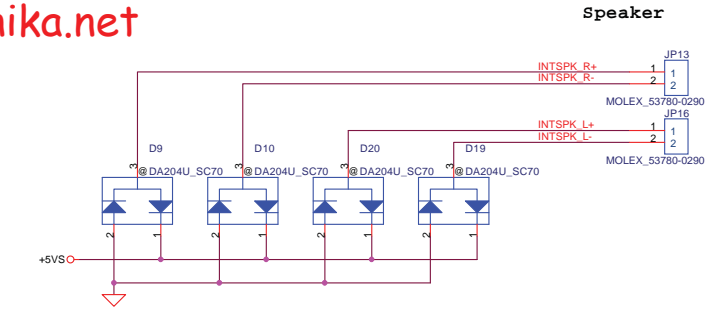 Speaker
nika.net
JP13
INTSPK_R+ 1 1
INTSPK_R- 2 2
MOLEX_53780-0290
JP16
INTSPK_L+ 1 1
INTSPK_L- 2 2
MOLEX_53780-0290
D9 D10 D20 D19
3 3 3 3
@DA204U_SC70 @DA204U_SC70 @DA204U_SC70 @DA204U_SC70
2 1 2 1 2 1 2 1
+5VS